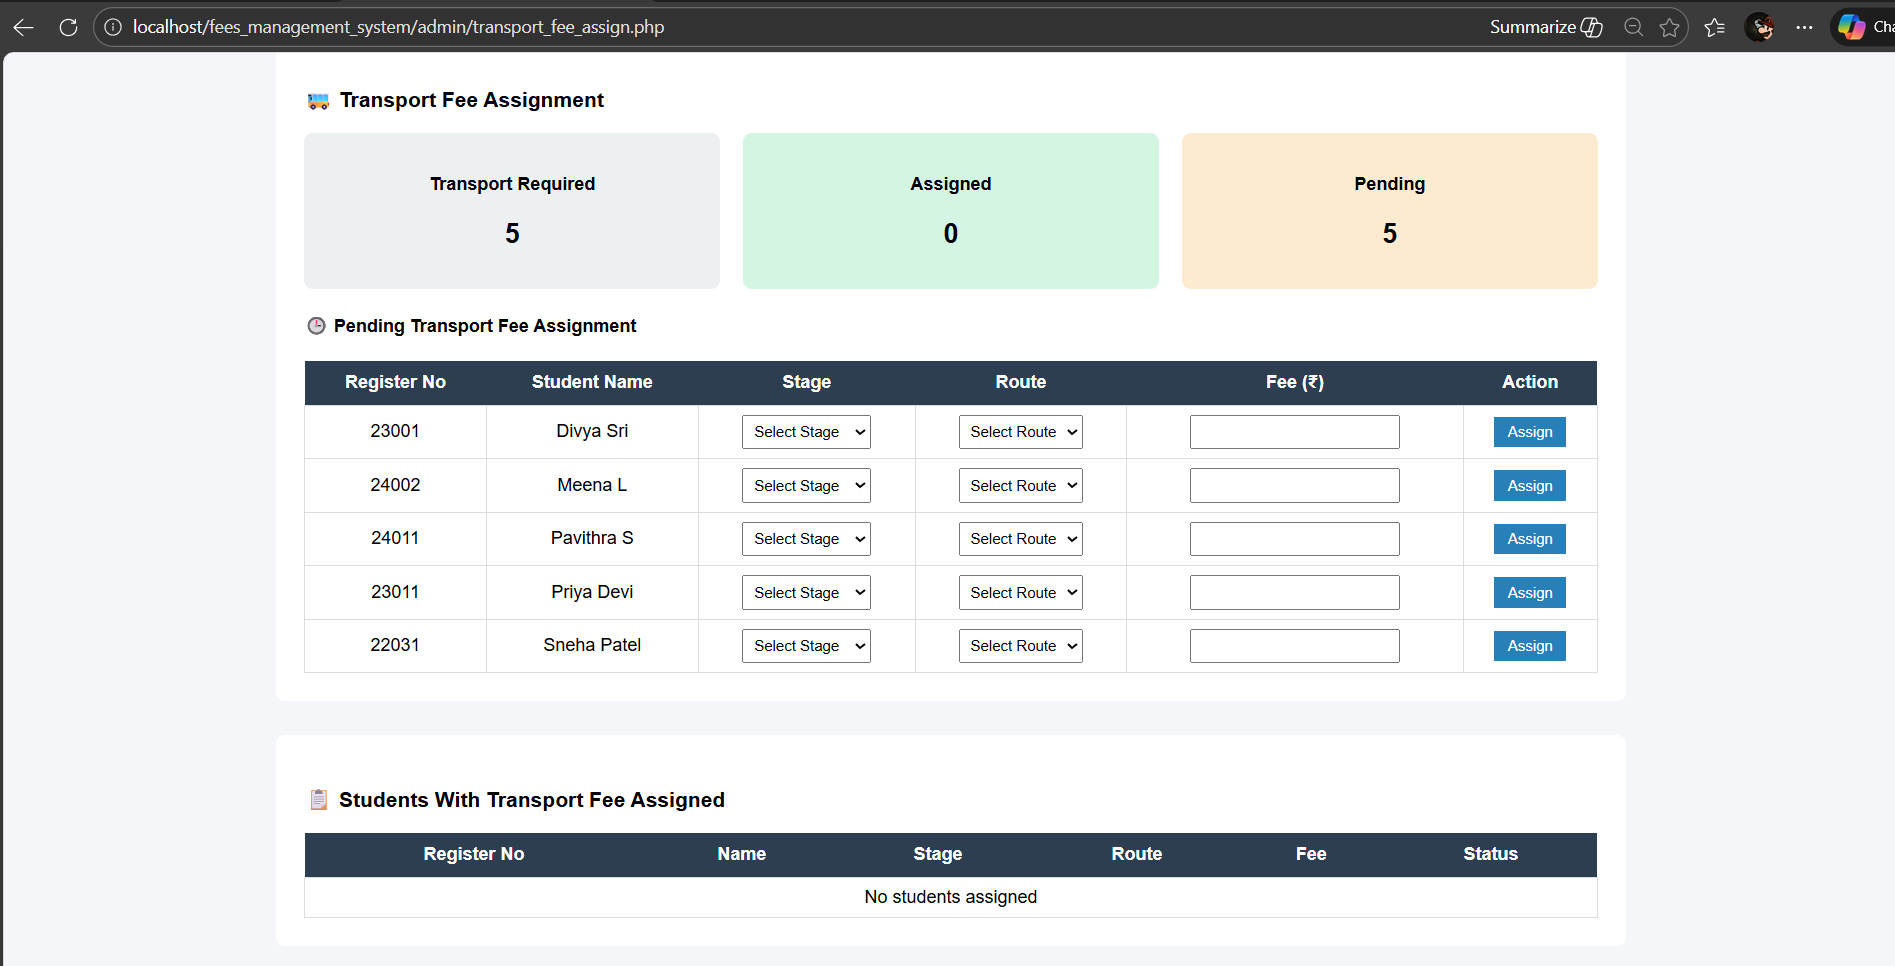 localhost/fees_management_system/admin/transport_fee_assign.php Summarize
Transport Fee Assignment
Transport Required Assigned Pending
5 0 5
Pending Transport Fee Assignment
Register No Student Name Stage Route Fee (₹) Action
23001 Divya Sri Select Stage Select Route Assign
24002 Meena L Select Stage Select Route Assign
24011 Pavithra S Select Stage Select Route Assign
23011 Priya Devi Select Stage Select Route Assign
22031 Sneha Patel Select Stage Select Route Assign
Students With Transport Fee Assigned
Register No Name Stage Route Fee Status
No students assigned